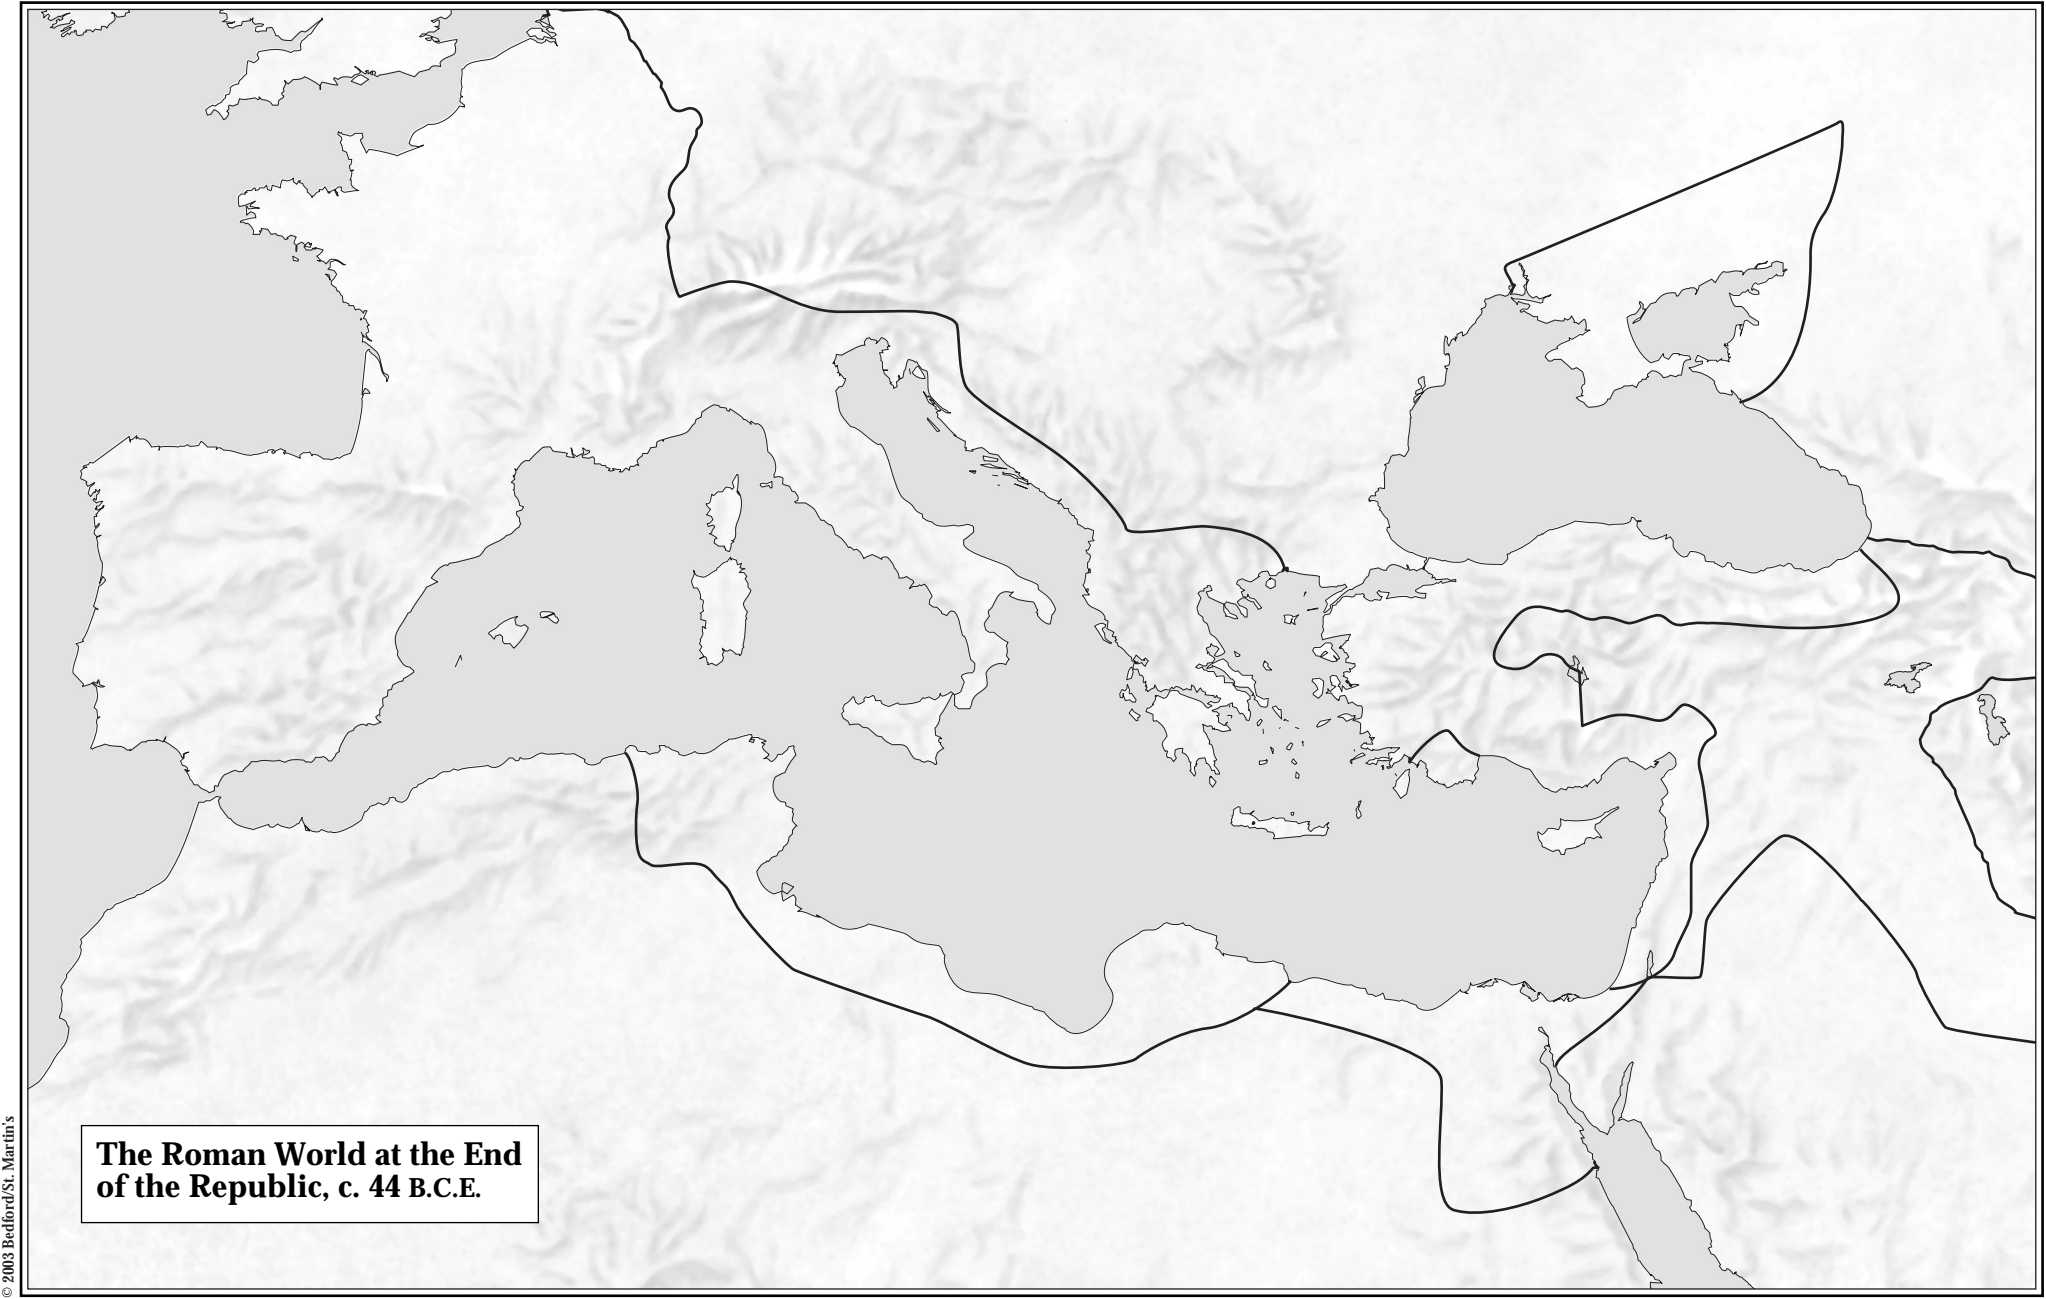 The Roman World at the End
of the Republic, c. 44 B.C.E.
© 2003 Bedford/St. Martin's